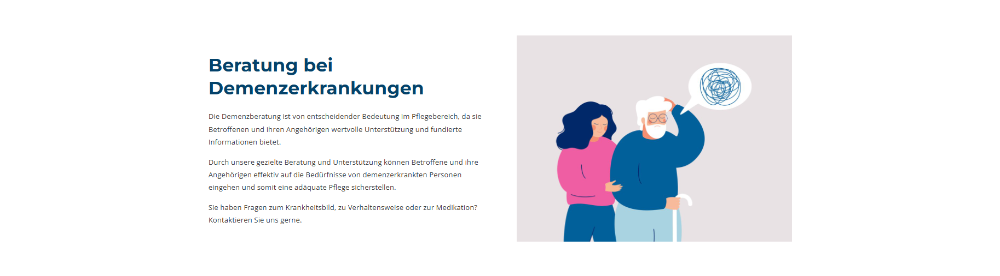 Beratung bei
Demenzerkrankungen
Die Demenzberatung ist von entscheidender Bedeutung im Pflegebereich, da sie
Betroffenen und ihren Angehörigen wertvolle Unterstützung und fundierte
Informationen bietet.
Durch unsere gezielte Beratung und Unterstützung können Betroffene und ihre
Angehörigen effektiv auf die Bedürfnisse von demenzerkrankten Personen
eingehen und somit eine adäquate Pflege sicherstellen.
Sie haben Fragen zum Krankheitsbild, zu Verhaltensweise oder zur Medikation?
Kontaktieren Sie uns gerne.